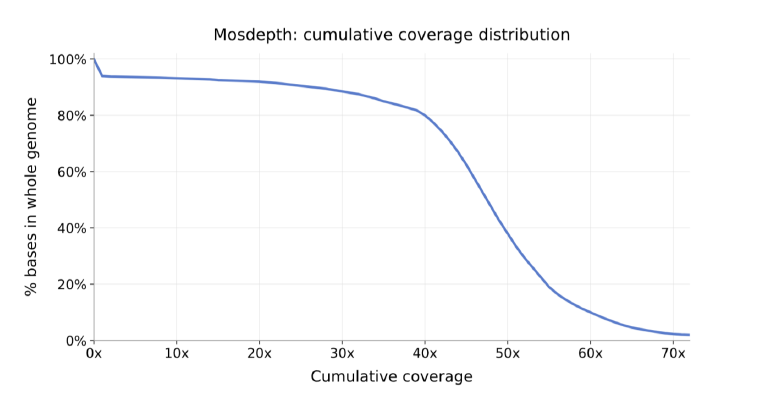 Mosdepth: cumulative coverage distribution
% bases in whole genome
100%
80%
60%
40%
20%
0%
0x 10x 20x 30x 40x 50x 60x 70x
Cumulative coverage